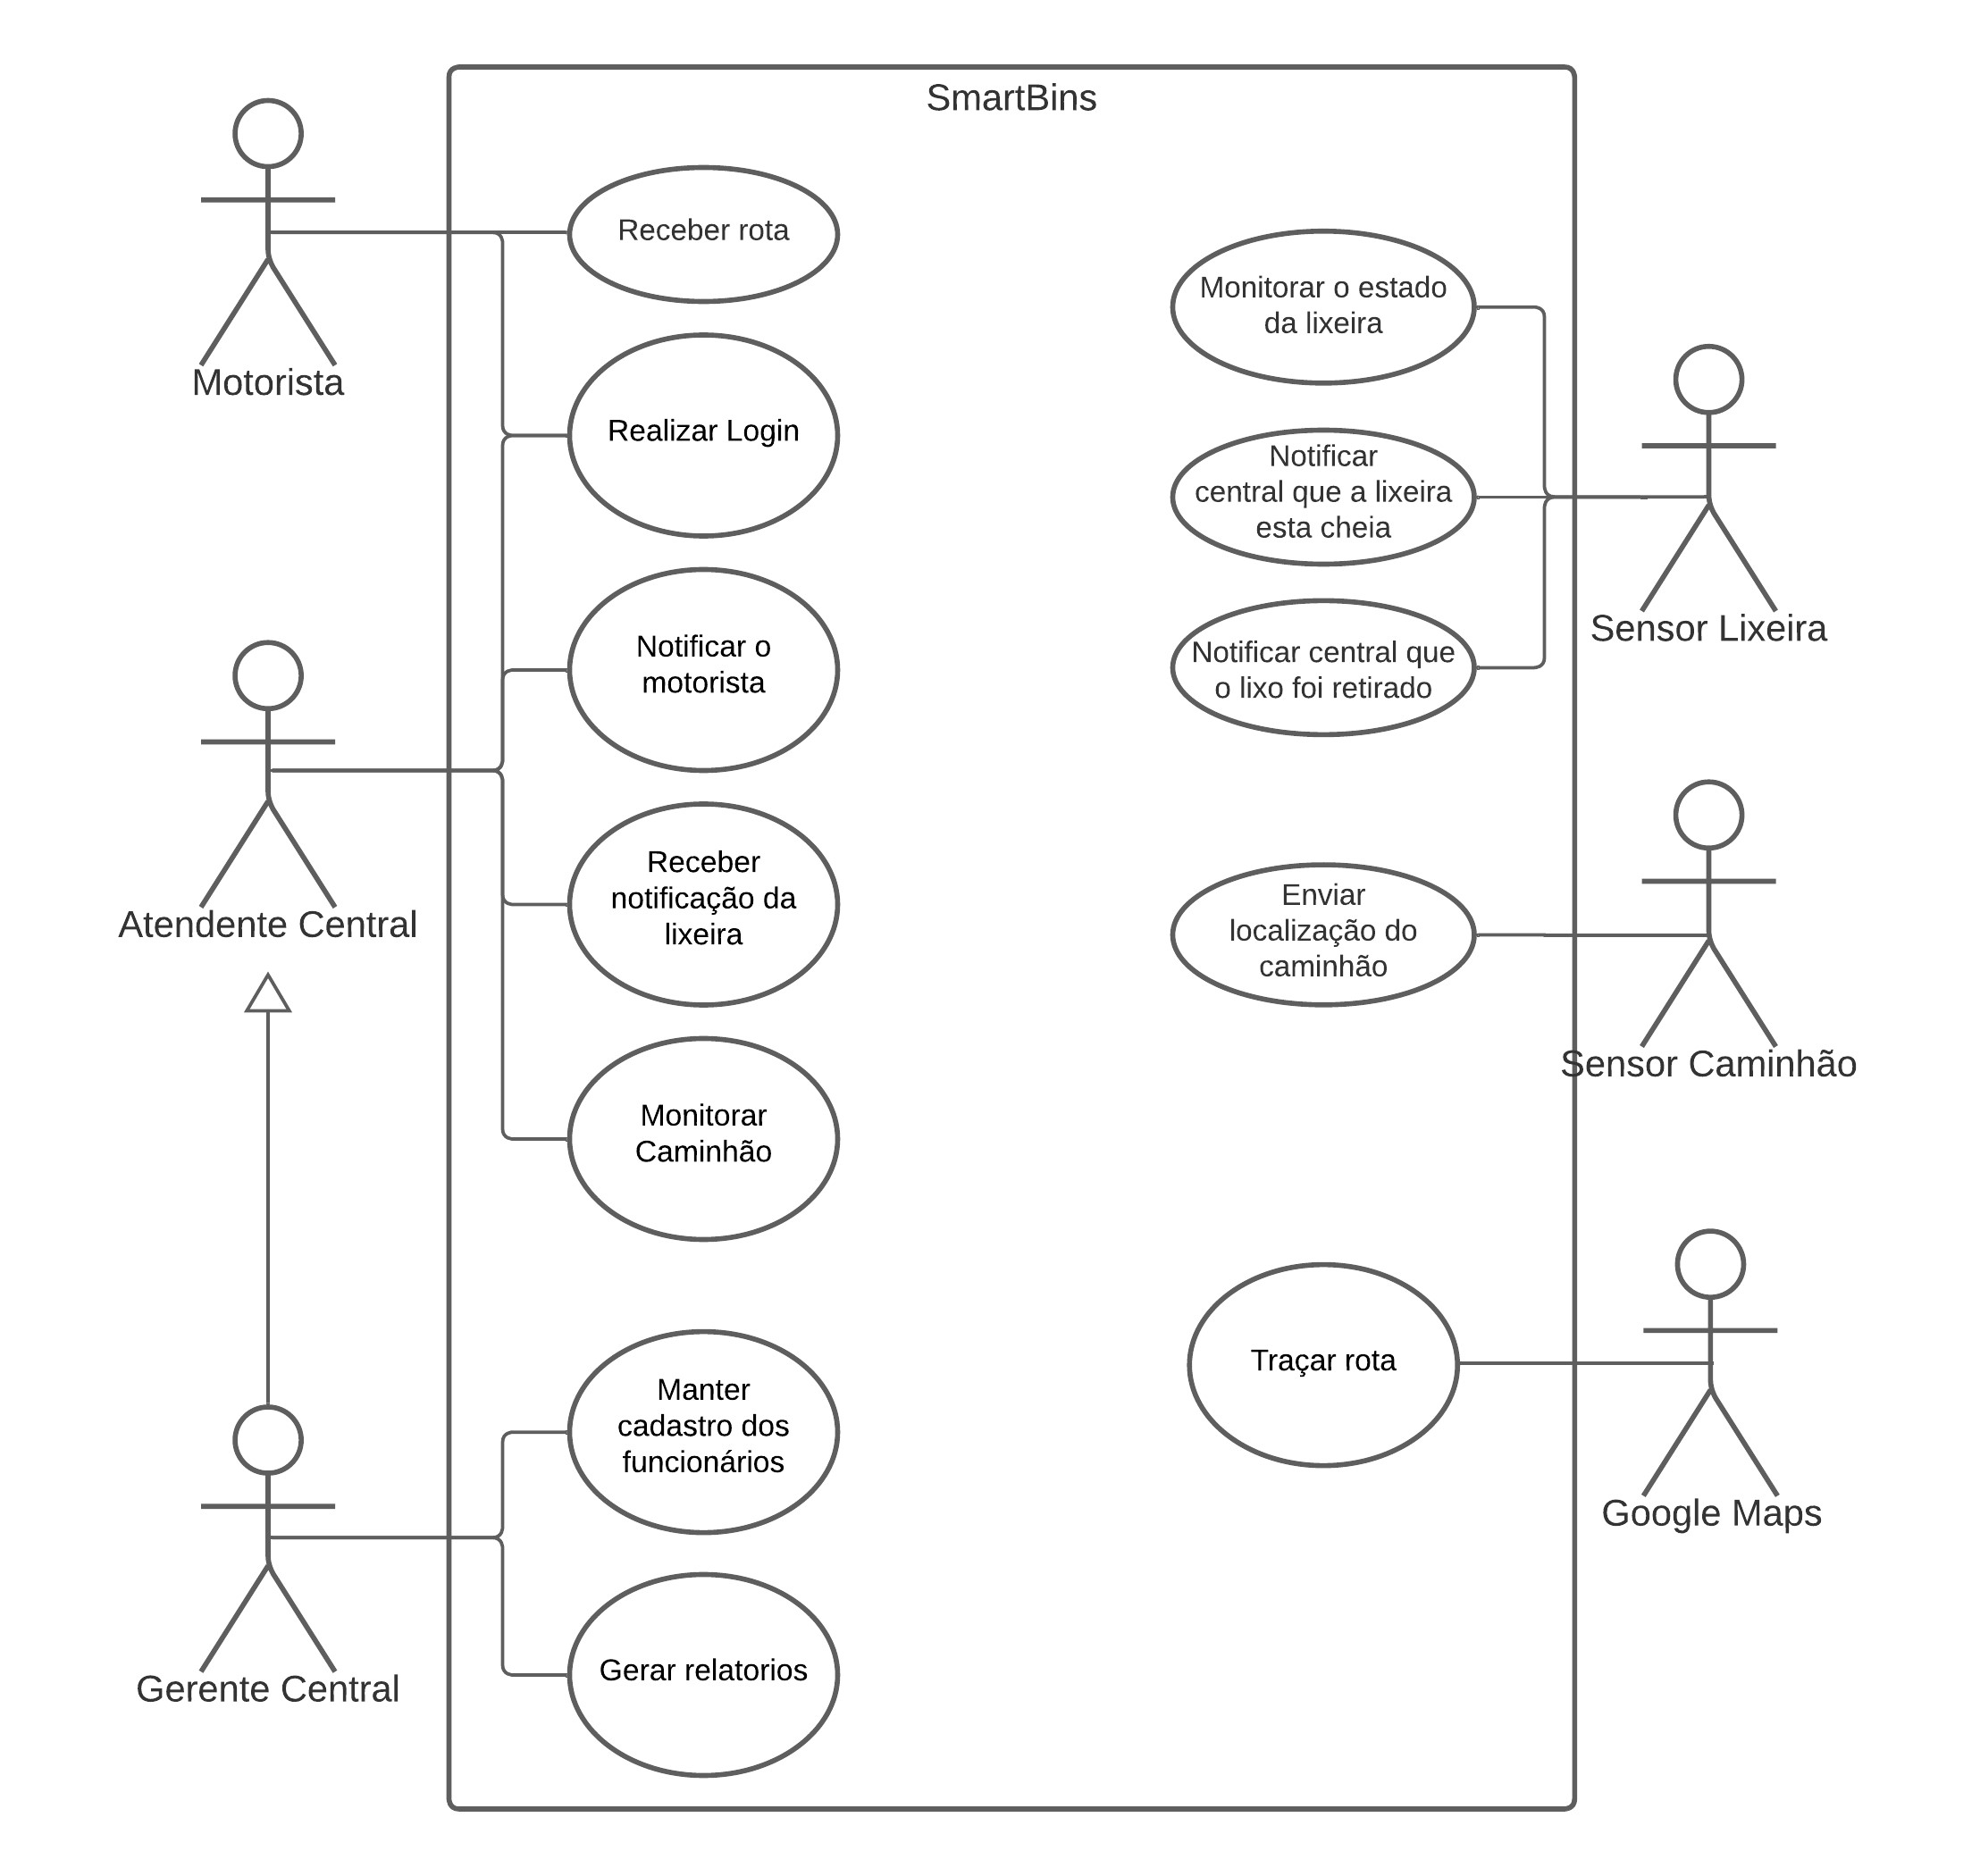 SmartBins
Receber rota
Realizar Login
Notificar o
motorista
Receber
notificação da
lixeira
Monitorar
Caminhão
Manter
cadastro dos
funcionários
Gerar relatorios
Motorista
Atendente Central
Gerente Central
Monitorar o estado
da lixeira
Notificar
central que a lixeira
esta cheia
Notificar central que
o lixo foi retirado
Enviar
localização do
caminhão
Traçar rota
Sensor Lixeira
Sensor Caminhão
Google Maps